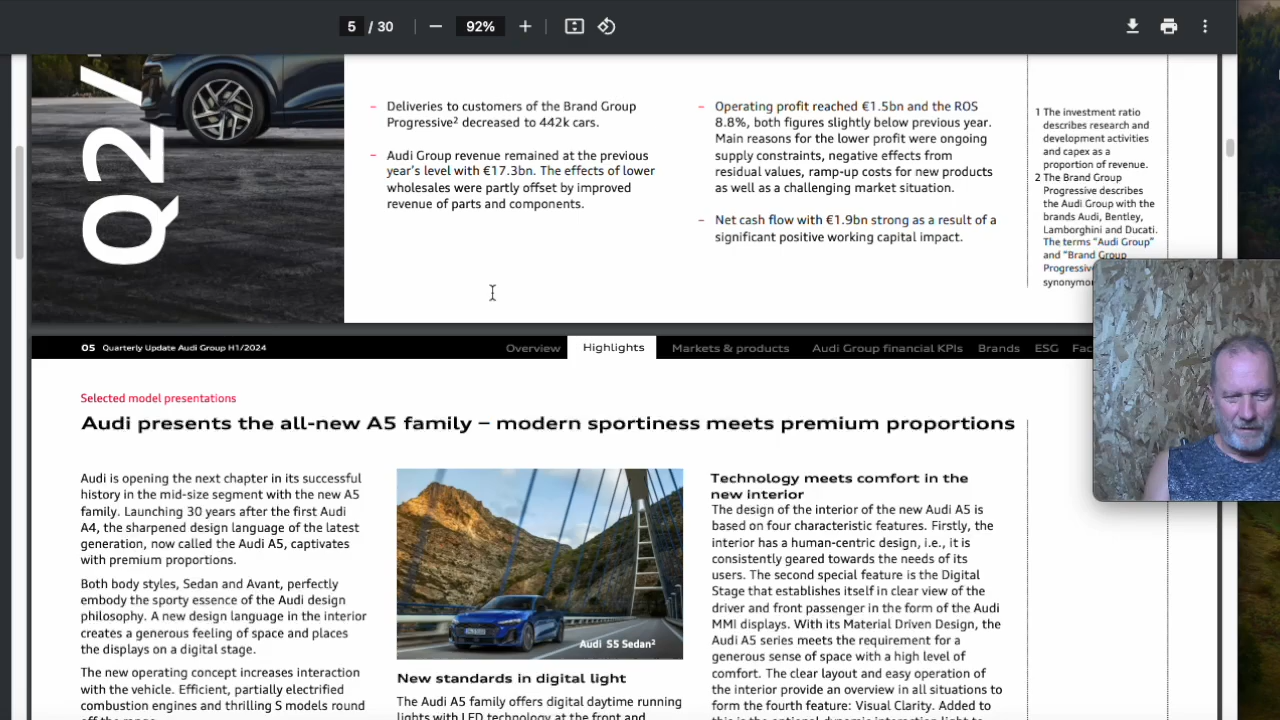 5 / 30
92%
Q2/
– Deliveries to customers of the Brand Group
Progressive² decreased to 442k cars.
– Audi Group revenue remained at the previous
year's level with €17.3bn. The effects of lower
wholesales were partly offset by improved
revenue of parts and components.
– Operating profit reached €1.5bn and the ROS
8.8%, both figures slightly below previous year.
Main reasons for the lower profit were ongoing
supply constraints, negative effects from
residual values, ramp-up costs for new products
as well as a challenging market situation.
– Net cash flow with €1.9bn strong as a result of a
significant positive working capital impact.
1 The investment ratio
describes research and
development activities
and capex as a
proportion of revenue.
2 The Brand Group
Progressive describes
the Audi Group with the
brands Audi, Bentley,
Lamborghini and Ducati.
The terms “Audi Group”
and “Brand Group
05 Quarterly Update Audi Group H1/2024
Overview Highlights Markets & products Audi Group financial KPIs Brands ESG
Selected model presentations
Audi presents the all-new A5 family – modern sportiness meets premium proportions
Audi is opening the next chapter in its successful
history in the mid-size segment with the new A5
family. Launching 30 years after the first Audi
A4, the sharpened design language of the latest
generation, now called the Audi A5, captivates
with premium proportions.
Both body styles, Sedan and Avant, perfectly
embody the sporty essence of the Audi design
philosophy. A new design language in the interior
creates a generous feeling of space and places
the displays on a digital stage.
The new operating concept increases interaction
with the vehicle. Efficient, partially electrified
combustion engines and thrilling S models round
off the range.
Audi S5 Sedan²
New standards in digital light
The Audi A5 family offers digital daytime running
lights with LED technology at the front and
Technology meets comfort in the
new interior
The design of the interior of the new Audi A5 is
based on four characteristic features. Firstly, the
interior has a human-centric design, i.e., it is
consistently geared towards the needs of its
users. The second special feature is the Digital
Stage that establishes itself in clear view of the
driver and front passenger in the form of the Audi
MMI displays. With its Material Driven Design, the
Audi A5 series meets the requirement for a
generous sense of space with a high level of
comfort. The clear layout and easy operation of
the interior provide an overview in all situations to
form the fourth feature: Visual Clarity. Added to
this is the optional dynamic interaction light to